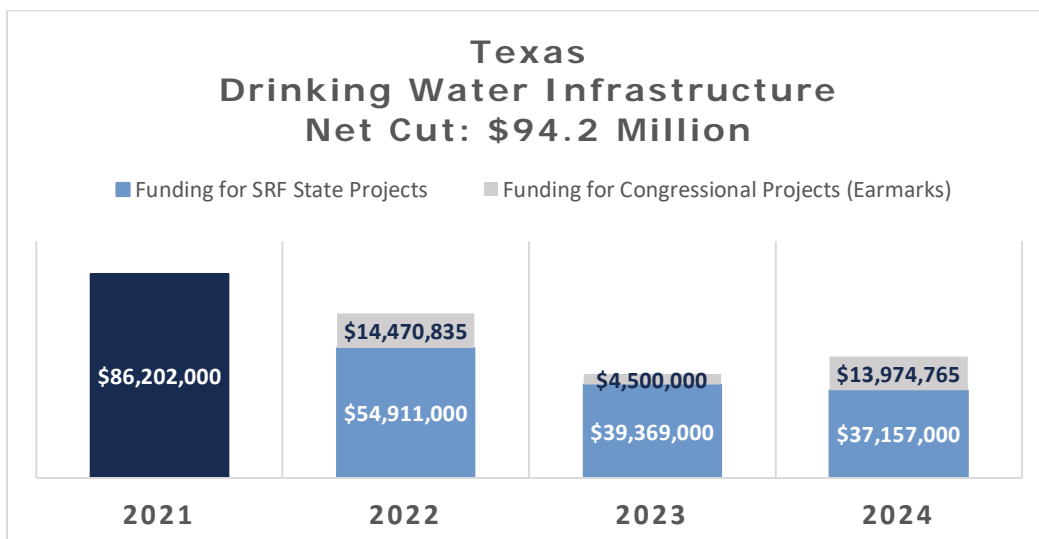 Texas
Drinking Water Infrastructure
Net Cut: $94.2 Million
Funding for SRF State Projects Funding for Congressional Projects (Earmarks)
$86,202,000
$14,470,835
$54,911,000
$4,500,000
$39,369,000
$13,974,765
$37,157,000
2021 2022 2023 2024